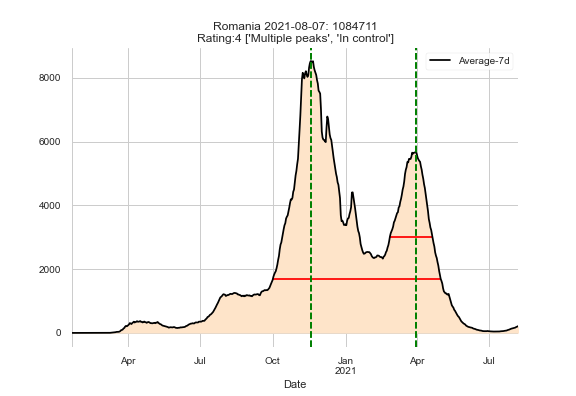 Romania 2021-08-07: 1084711
Rating:4 ['Multiple peaks', 'In control']
Average-7d
8000
6000
4000
2000
0
Apr
Jul
Oct
Jan
2021
Apr
Jul
Date